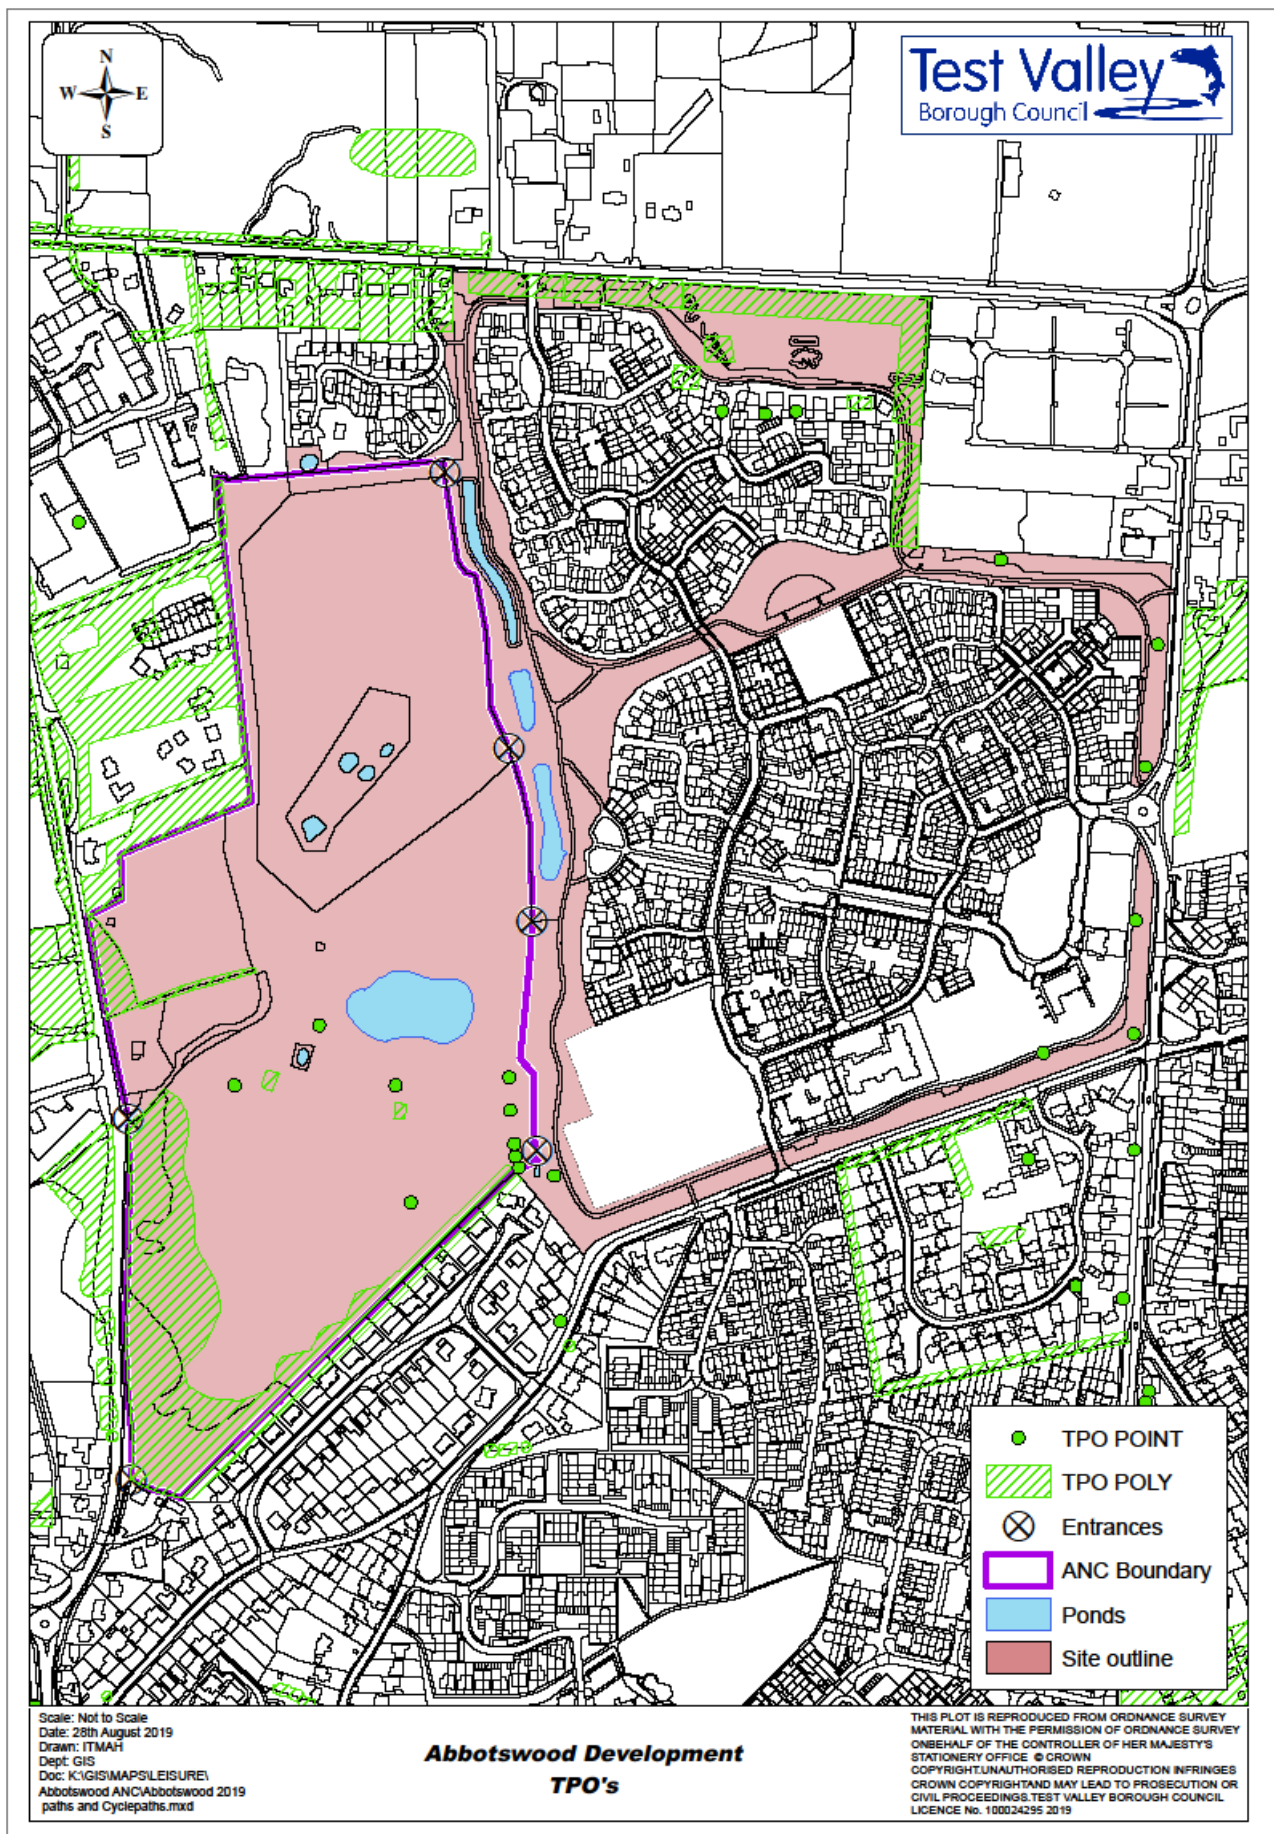 N
W E
S
Test Valley
Borough Council
TPO POINT
TPO POLY
Entrances
ANC Boundary
Ponds
Site outline
Scale: Not to Scale
Date: 28th August 2019
Drawn: ITMAH
Dept: GIS
Doc: K:\GIS\MAPS\LEISURE\
Abbotswood ANC\Abbotswood 2019
paths and Cyclepaths.mxd
Abbotswood Development
TPO's
THIS PLOT IS REPRODUCED FROM ORDNANCE SURVEY
MATERIAL WITH THE PERMISSION OF ORDNANCE SURVEY
ONBEHALF OF THE CONTROLLER OF HER MAJESTY'S
STATIONERY OFFICE © CROWN
COPYRIGHT.UNAUTHORISED REPRODUCTION INFRINGES
CROWN COPYRIGHTAND MAY LEAD TO PROSECUTION OR
CIVIL PROCEEDINGS.TEST VALLEY BOROUGH COUNCIL
LICENCE No. 100024295 2019